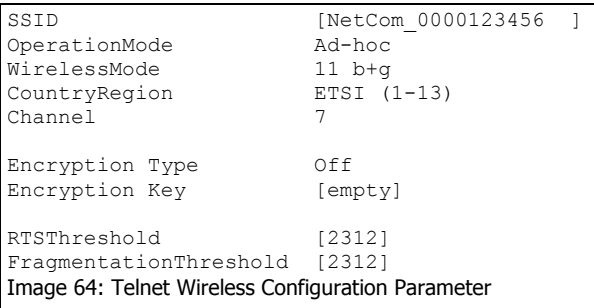 SSID [NetCom_0000123456 ]
OperationMode Ad-hoc
WirelessMode 11 b+g
CountryRegion ETSI (1-13)
Channel 7
Encryption Type Off
Encryption Key [empty]
RTSThreshold [2312]
FragmentationThreshold [2312]
Image 64: Telnet Wireless Configuration Parameter